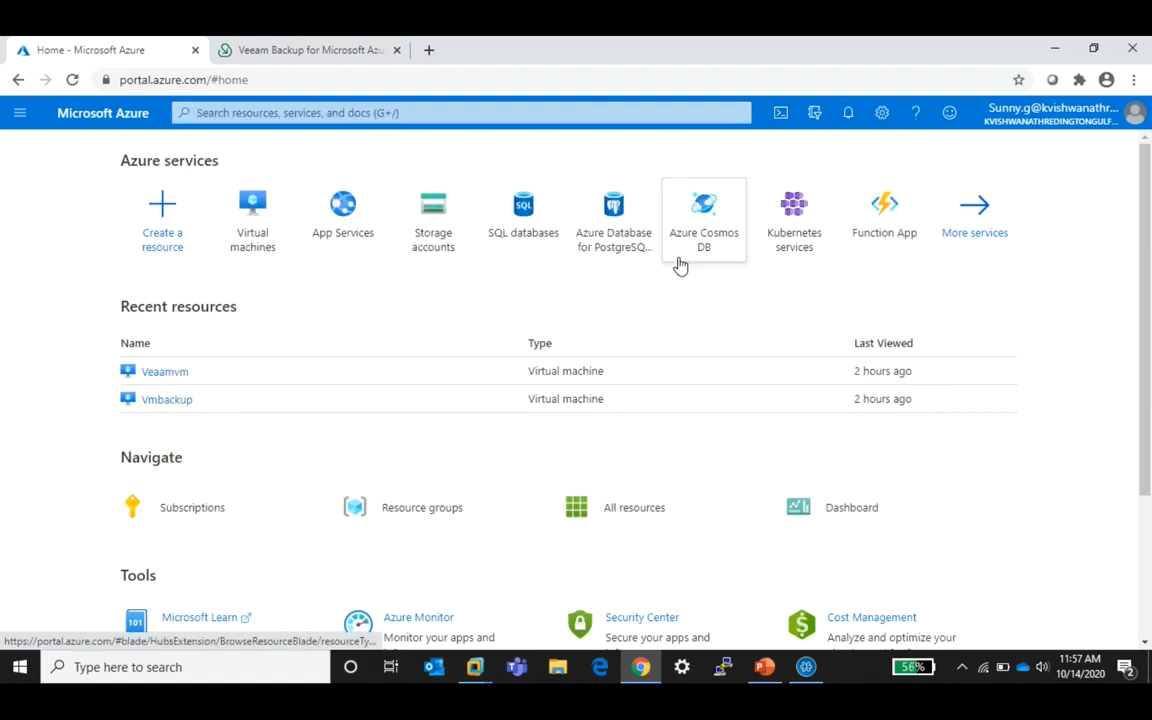 Home - Microsoft Azure
Veeam Backup for Microsoft Azu
portal.azure.com/#home
Microsoft Azure
Search resources, services, and docs (G+/)
Sunny.g@kvishwanathr...
KVISHWANATHREDINGTONGULF...
Azure services
Create a resource
Virtual machines
App Services
Storage accounts
SQL
SQL databases
Azure Database for PostgreSQ...
Azure Cosmos DB
Kubernetes services
Function App
More services
Recent resources
Name Type Last Viewed
Veaamvm Virtual machine 2 hours ago
Vmbackup Virtual machine 2 hours ago
Navigate
Subscriptions Resource groups All resources Dashboard
Tools
101
Microsoft Learn
Azure Monitor
Monitor your apps and
Security Center
Secure your apps and
Cost Management
Analyze and optimize your
https://portal.azure.com/#blade/HubsExtension/BrowseResourceBlade/resourceTy...
Type here to search
56%
11:57 AM
10/14/2020
2